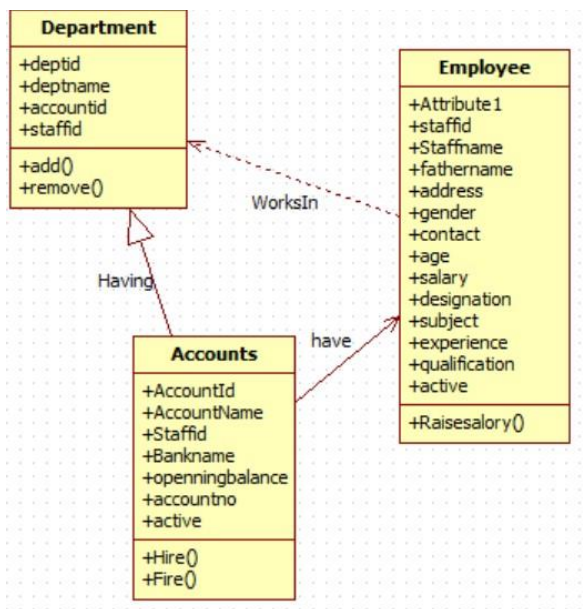 Department
+deptid
+deptname
+accountid
+staffid
+add()
+remove()
Employee
+Attribute1
+staffid
+Staffname
+fathername
+address
+gender
+contact
+age
+salary
+designation
+subject
+experience
+qualification
+active
+Raisesalory()
WorksIn
Having
have
Accounts
+AccountId
+AccountName
+Staffid
+Bankname
+openningbalance
+accountno
+active
+Hire()
+Fire()